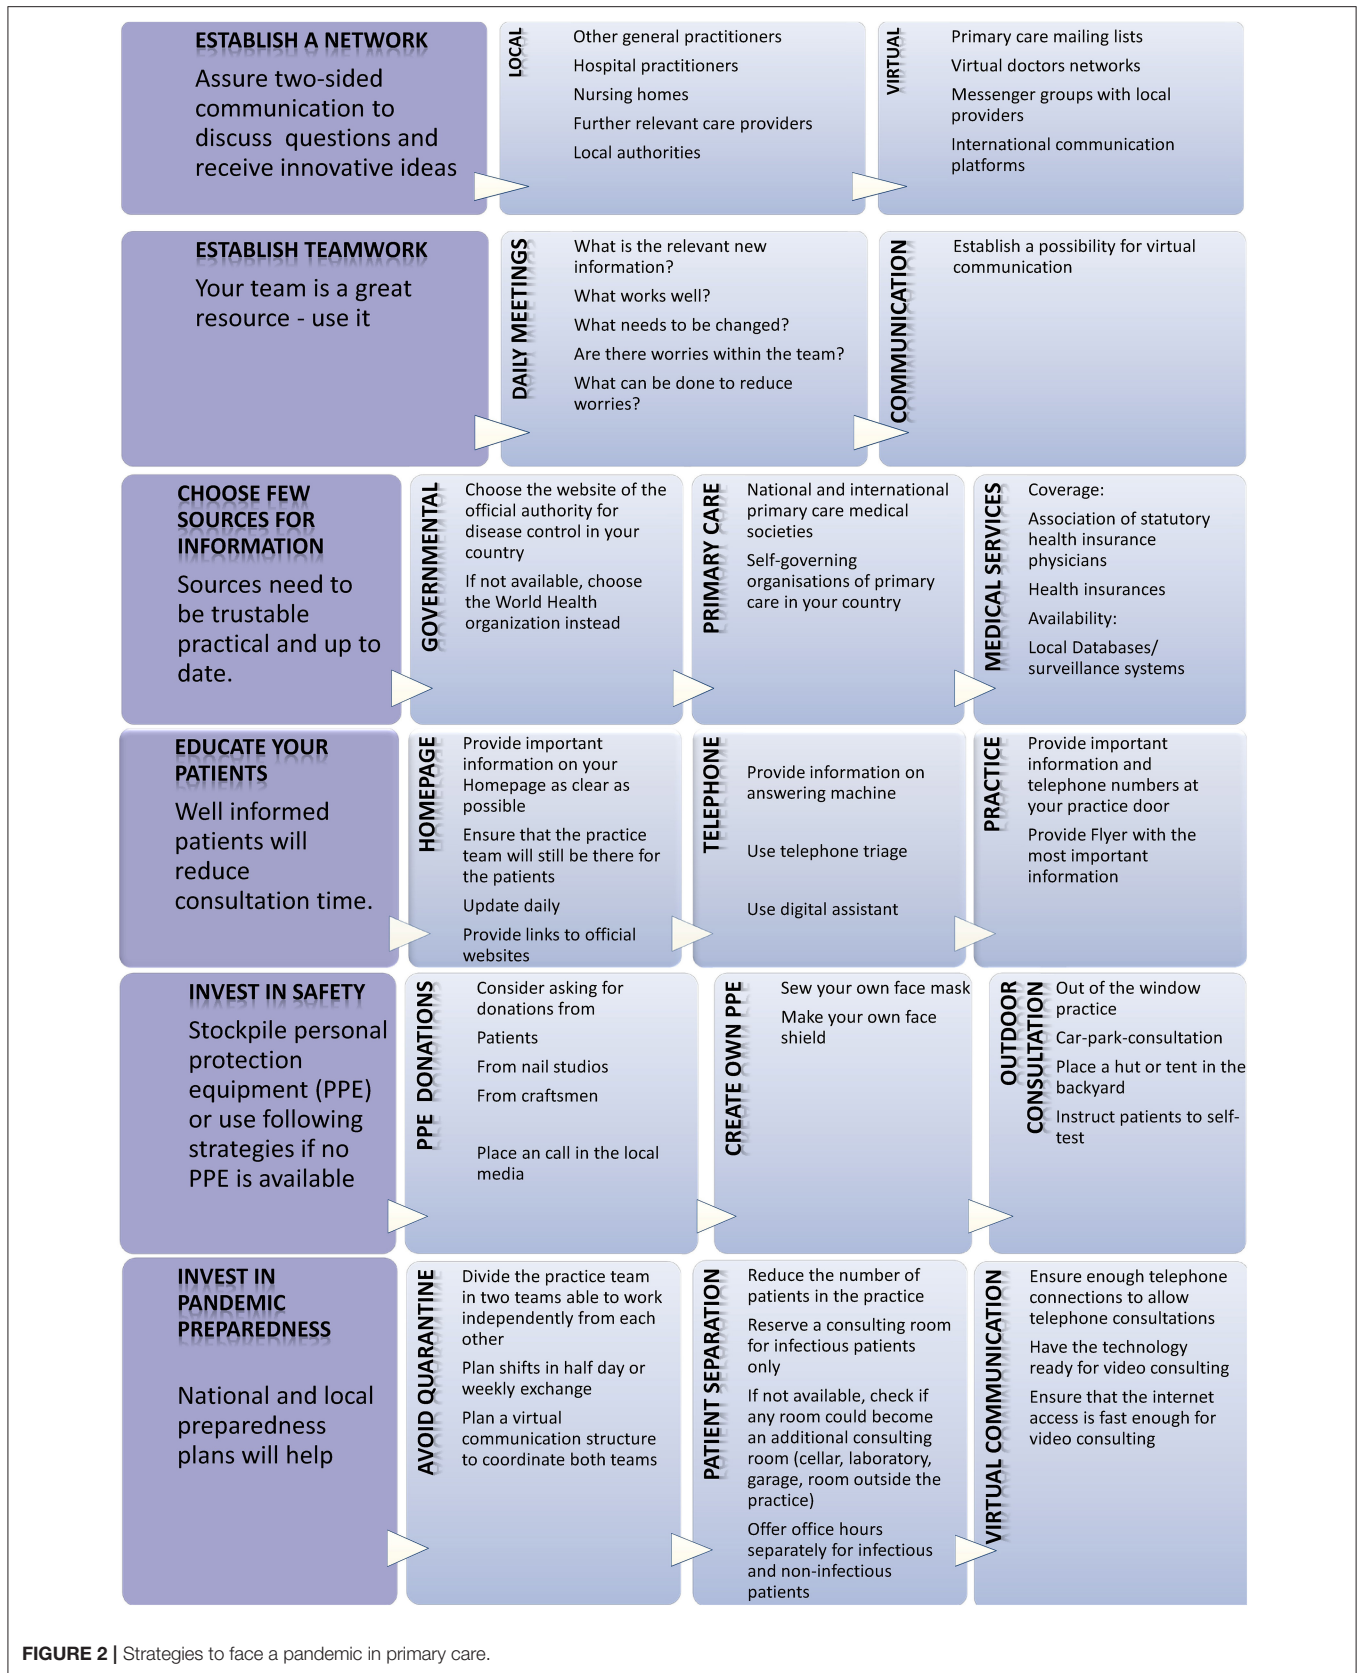 ESTABLISH A NETWORK
Assure two-sided
communication to
discuss questions and
receive innovative ideas
LOCAL
Other general practitioners
Hospital practitioners
Nursing homes
Further relevant care providers
Local authorities
VIRTUAL
Primary care mailing lists
Virtual doctors networks
Messenger groups with local
providers
International communication
platforms
ESTABLISH TEAMWORK
Your team is a great
resource - use it
DAILY MEETINGS
What is the relevant new
information?
What works well?
What needs to be changed?
Are there worries within the team?
What can be done to reduce
worries?
COMMUNICATION
Establish a possibility for virtual
communication
CHOOSE FEW
SOURCES FOR
INFORMATION
Sources need to
be trustable
practical and up to
date.
GOVERNMENTAL
Choose the website of the
official authority for
disease control in your
country
If not available, choose
the World Health
organization instead
PRIMARY CARE
National and international
primary care medical
societies
Self-governing
organisations of primary
care in your country
MEDICAL SERVICES
Coverage:
Association of statutory
health insurance
physicians
Health insurances
Availability:
Local Databases/
surveillance systems
EDUCATE YOUR
PATIENTS
Well informed
patients will
reduce
consultation time.
HOMEPAGE
Provide important
information on your
Homepage as clear as
possible
Ensure that the practice
team will still be there for
the patients
Update daily
Provide links to official
websites
TELEPHONE
Provide information on
answering machine
Use telephone triage
Use digital assistant
PRACTICE
Provide important
information and
telephone numbers at
your practice door
Provide Flyer with the
most important
information
INVEST IN SAFETY
Stockpile personal
protection
equipment (PPE)
or use following
strategies if no
PPE is available
PPE DONATIONS
Consider asking for
donations from
Patients
From nail studios
From craftsmen
Place an call in the local
media
CREATE OWN PPE
Sew your own face mask
Make your own face
shield
OUTDOOR
CONSULTATION
Out of the window
practice
Car-park-consultation
Place a hut or tent in the
backyard
Instruct patients to self-
test
INVEST IN
PANDEMIC
PREPAREDNESS
National and local
preparedness
plans will help
AVOID QUARANTINE
Divide the practice team
in two teams able to work
independently from each
other
Plan shifts in half day or
weekly exchange
Plan a virtual
communication structure
to coordinate both teams
PATIENT SEPARATION
Reduce the number of
patients in the practice
Reserve a consulting room
for infectious patients
only
If not available, check if
any room could become
an additional consulting
room (cellar, laboratory,
garage, room outside the
practice)
Offer office hours
separately for infectious
and non-infectious
patients
VIRTUAL COMMUNICATION
Ensure enough telephone
connections to allow
telephone consultations
Have the technology
ready for video consulting
Ensure that the internet
access is fast enough for
video consulting
FIGURE 2 | Strategies to face a pandemic in primary care.